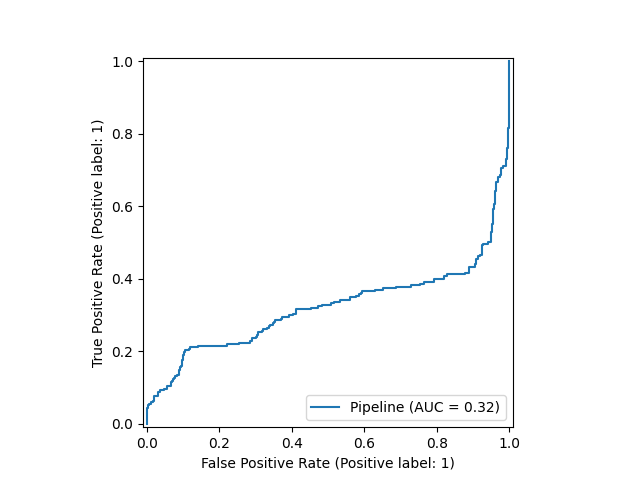 1.0
0.8
0.6
0.4
0.2
0.0
True Positive Rate (Positive label: 1)
Pipeline (AUC = 0.32)
0.0 0.2 0.4 0.6 0.8 1.0
False Positive Rate (Positive label: 1)